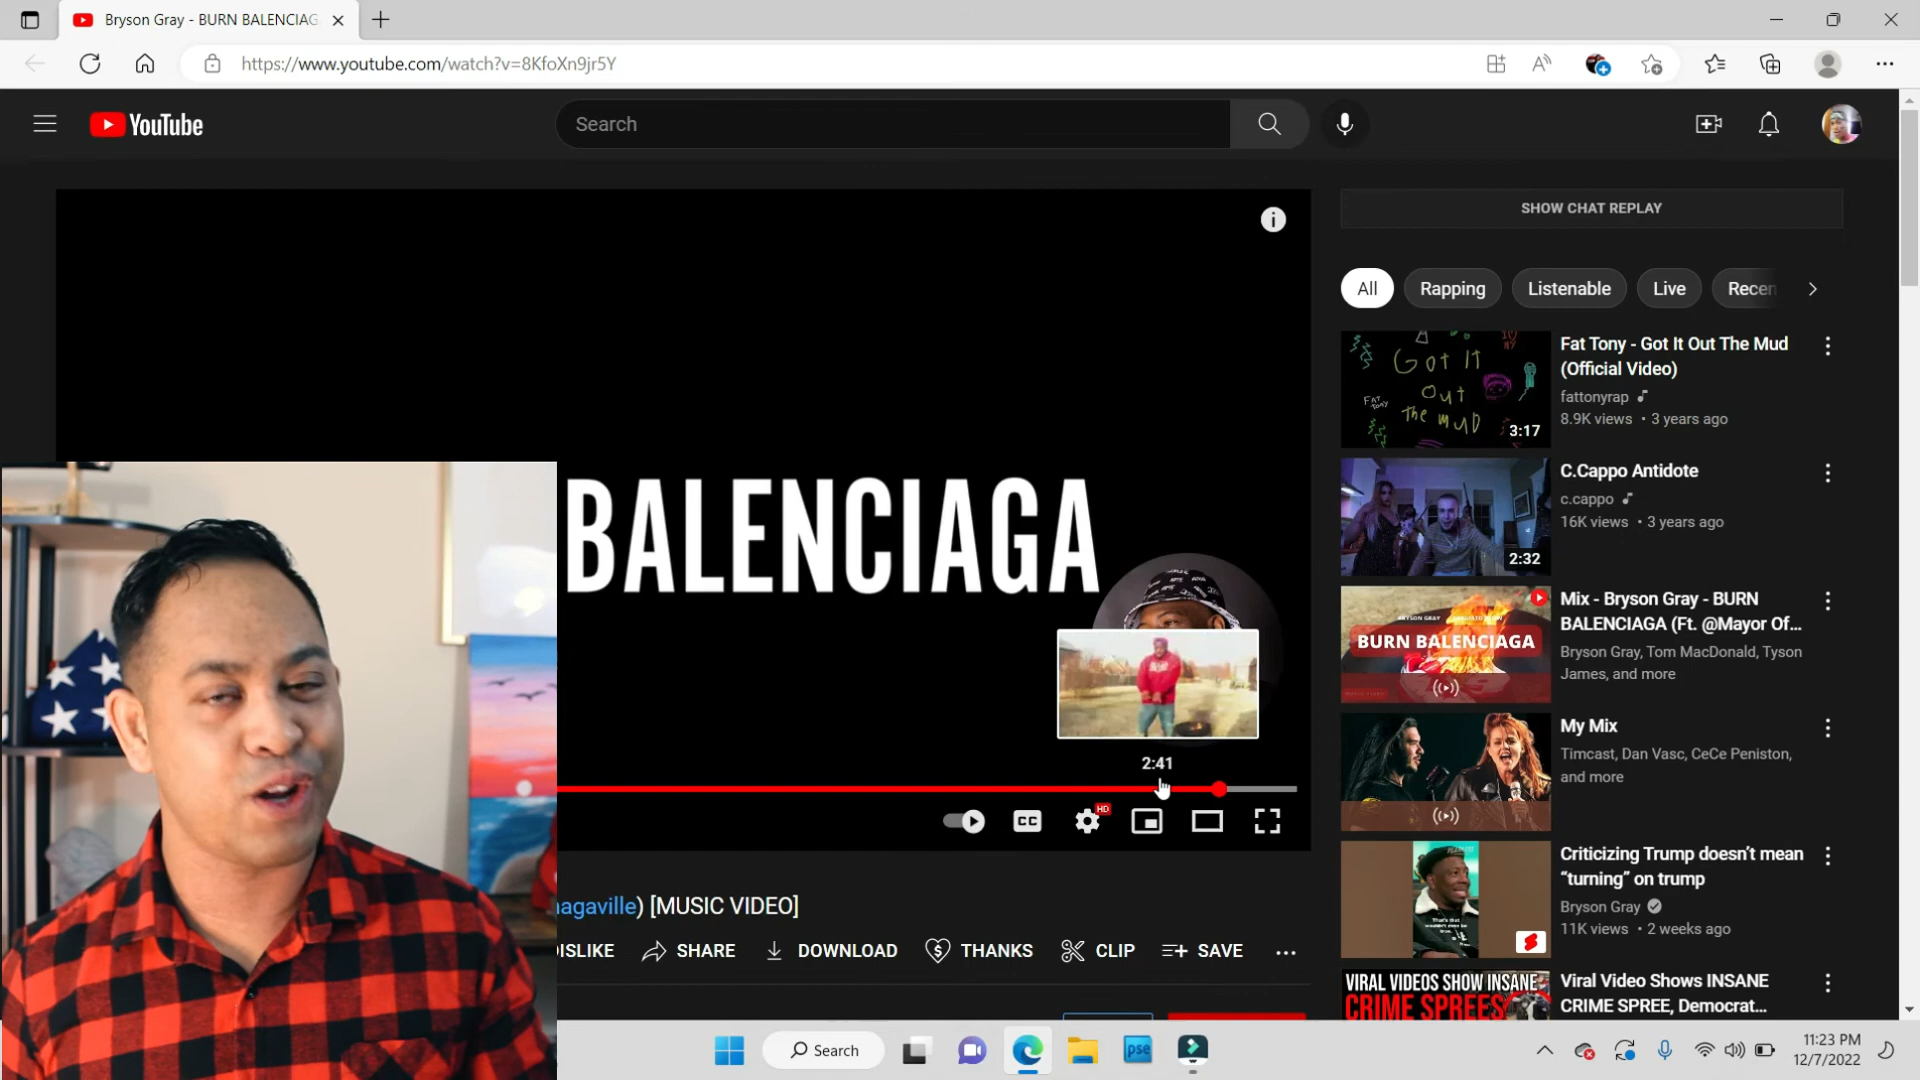 Bryson Gray - BURN BALENCIAG
https://www.youtube.com/watch?v=8KfoXn9jr5Y
YouTube
Search
SHOW CHAT REPLAY
All
Rapping
Listenable
Live
Recen
GOT IT
OUT
THE MUD
FAT TONY
3:17
Fat Tony - Got It Out The Mud
(Official Video)
fattonyrap
8.9K views • 3 years ago
2:32
C.Cappo Antidote
c.cappo
16K views • 3 years ago
BURN BALENCIAGA
Mix - Bryson Gray - BURN
BALENCIAGA (Ft. @Mayor Of...
Bryson Gray, Tom MacDonald, Tyson
James, and more
My Mix
Timcast, Dan Vasc, CeCe Peniston,
and more
Criticizing Trump doesn't mean
“turning” on trump
Bryson Gray
11K views • 2 weeks ago
VIRAL VIDEOS SHOW INSANE
CRIME SPREES
Viral Video Shows INSANE
CRIME SPREE, Democrat...
BALENCIAGA
2:41
CC
HD
nagaville) [MUSIC VIDEO]
DISLIKE
SHARE
DOWNLOAD
THANKS
CLIP
SAVE
Search
pse
11:23 PM
12/7/2022